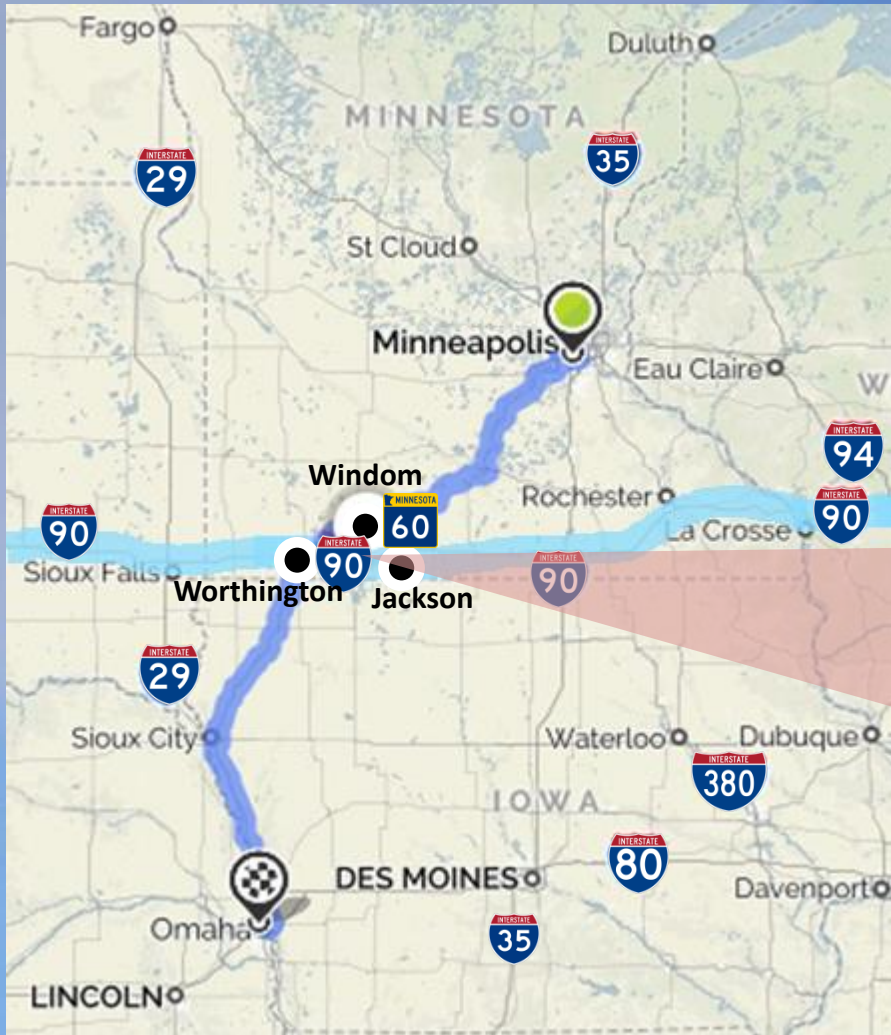 Fargo
Duluth
MINNESOTA
INTERSTATE
29
INTERSTATE
35
St Cloud
Minneapolis
Eau Claire
W
INTERSTATE
94
Windom
MINNESOTA
60
Rochester
INTERSTATE
90
INTERSTATE
90
La Crosse
INTERSTATE
90
INTERSTATE
90
Sioux Falls
Worthington
Jackson
INTERSTATE
29
Sioux City
Waterloo
Dubuque
INTERSTATE
380
IOWA
INTERSTATE
80
DES MOINES
Davenport
Omaha
INTERSTATE
35
LINCOLN